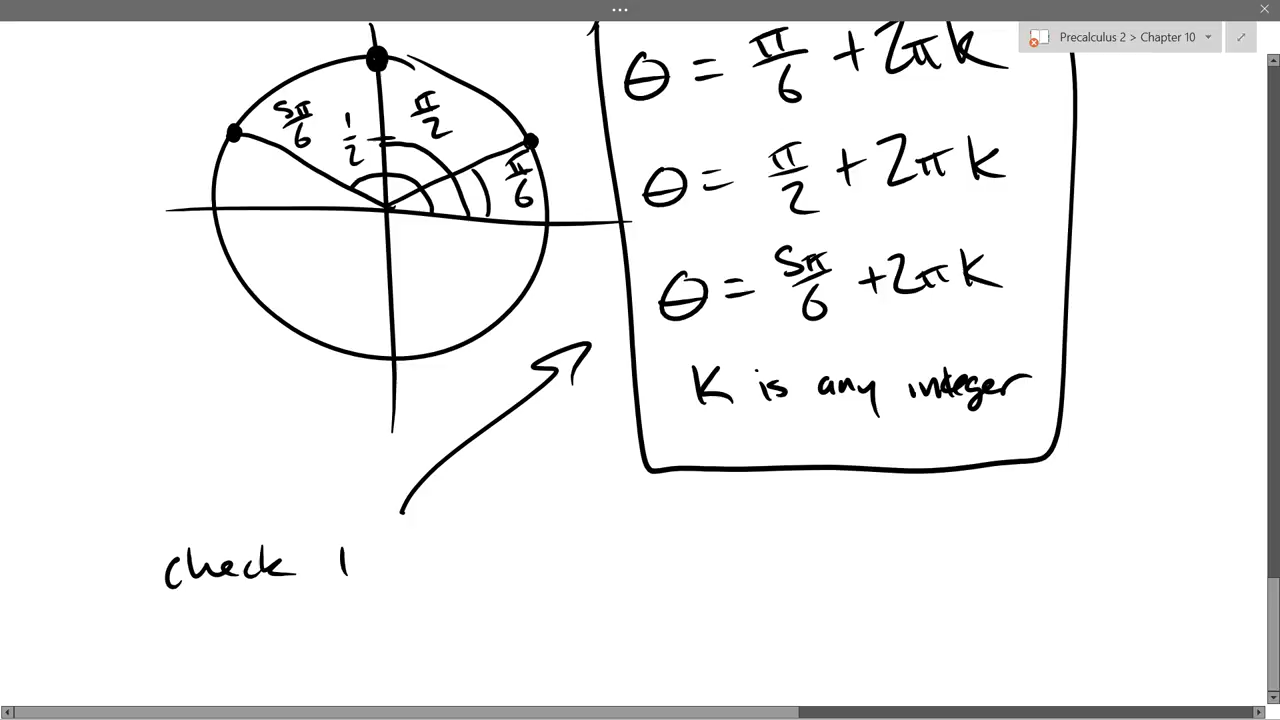 Precalculus 2 > Chapter 10
5π/6
1/2
π/2
π/6
θ = π/6 + 2πk
θ = π/2 + 2πk
θ = 5π/6 + 2πk
K is any integer
check 1